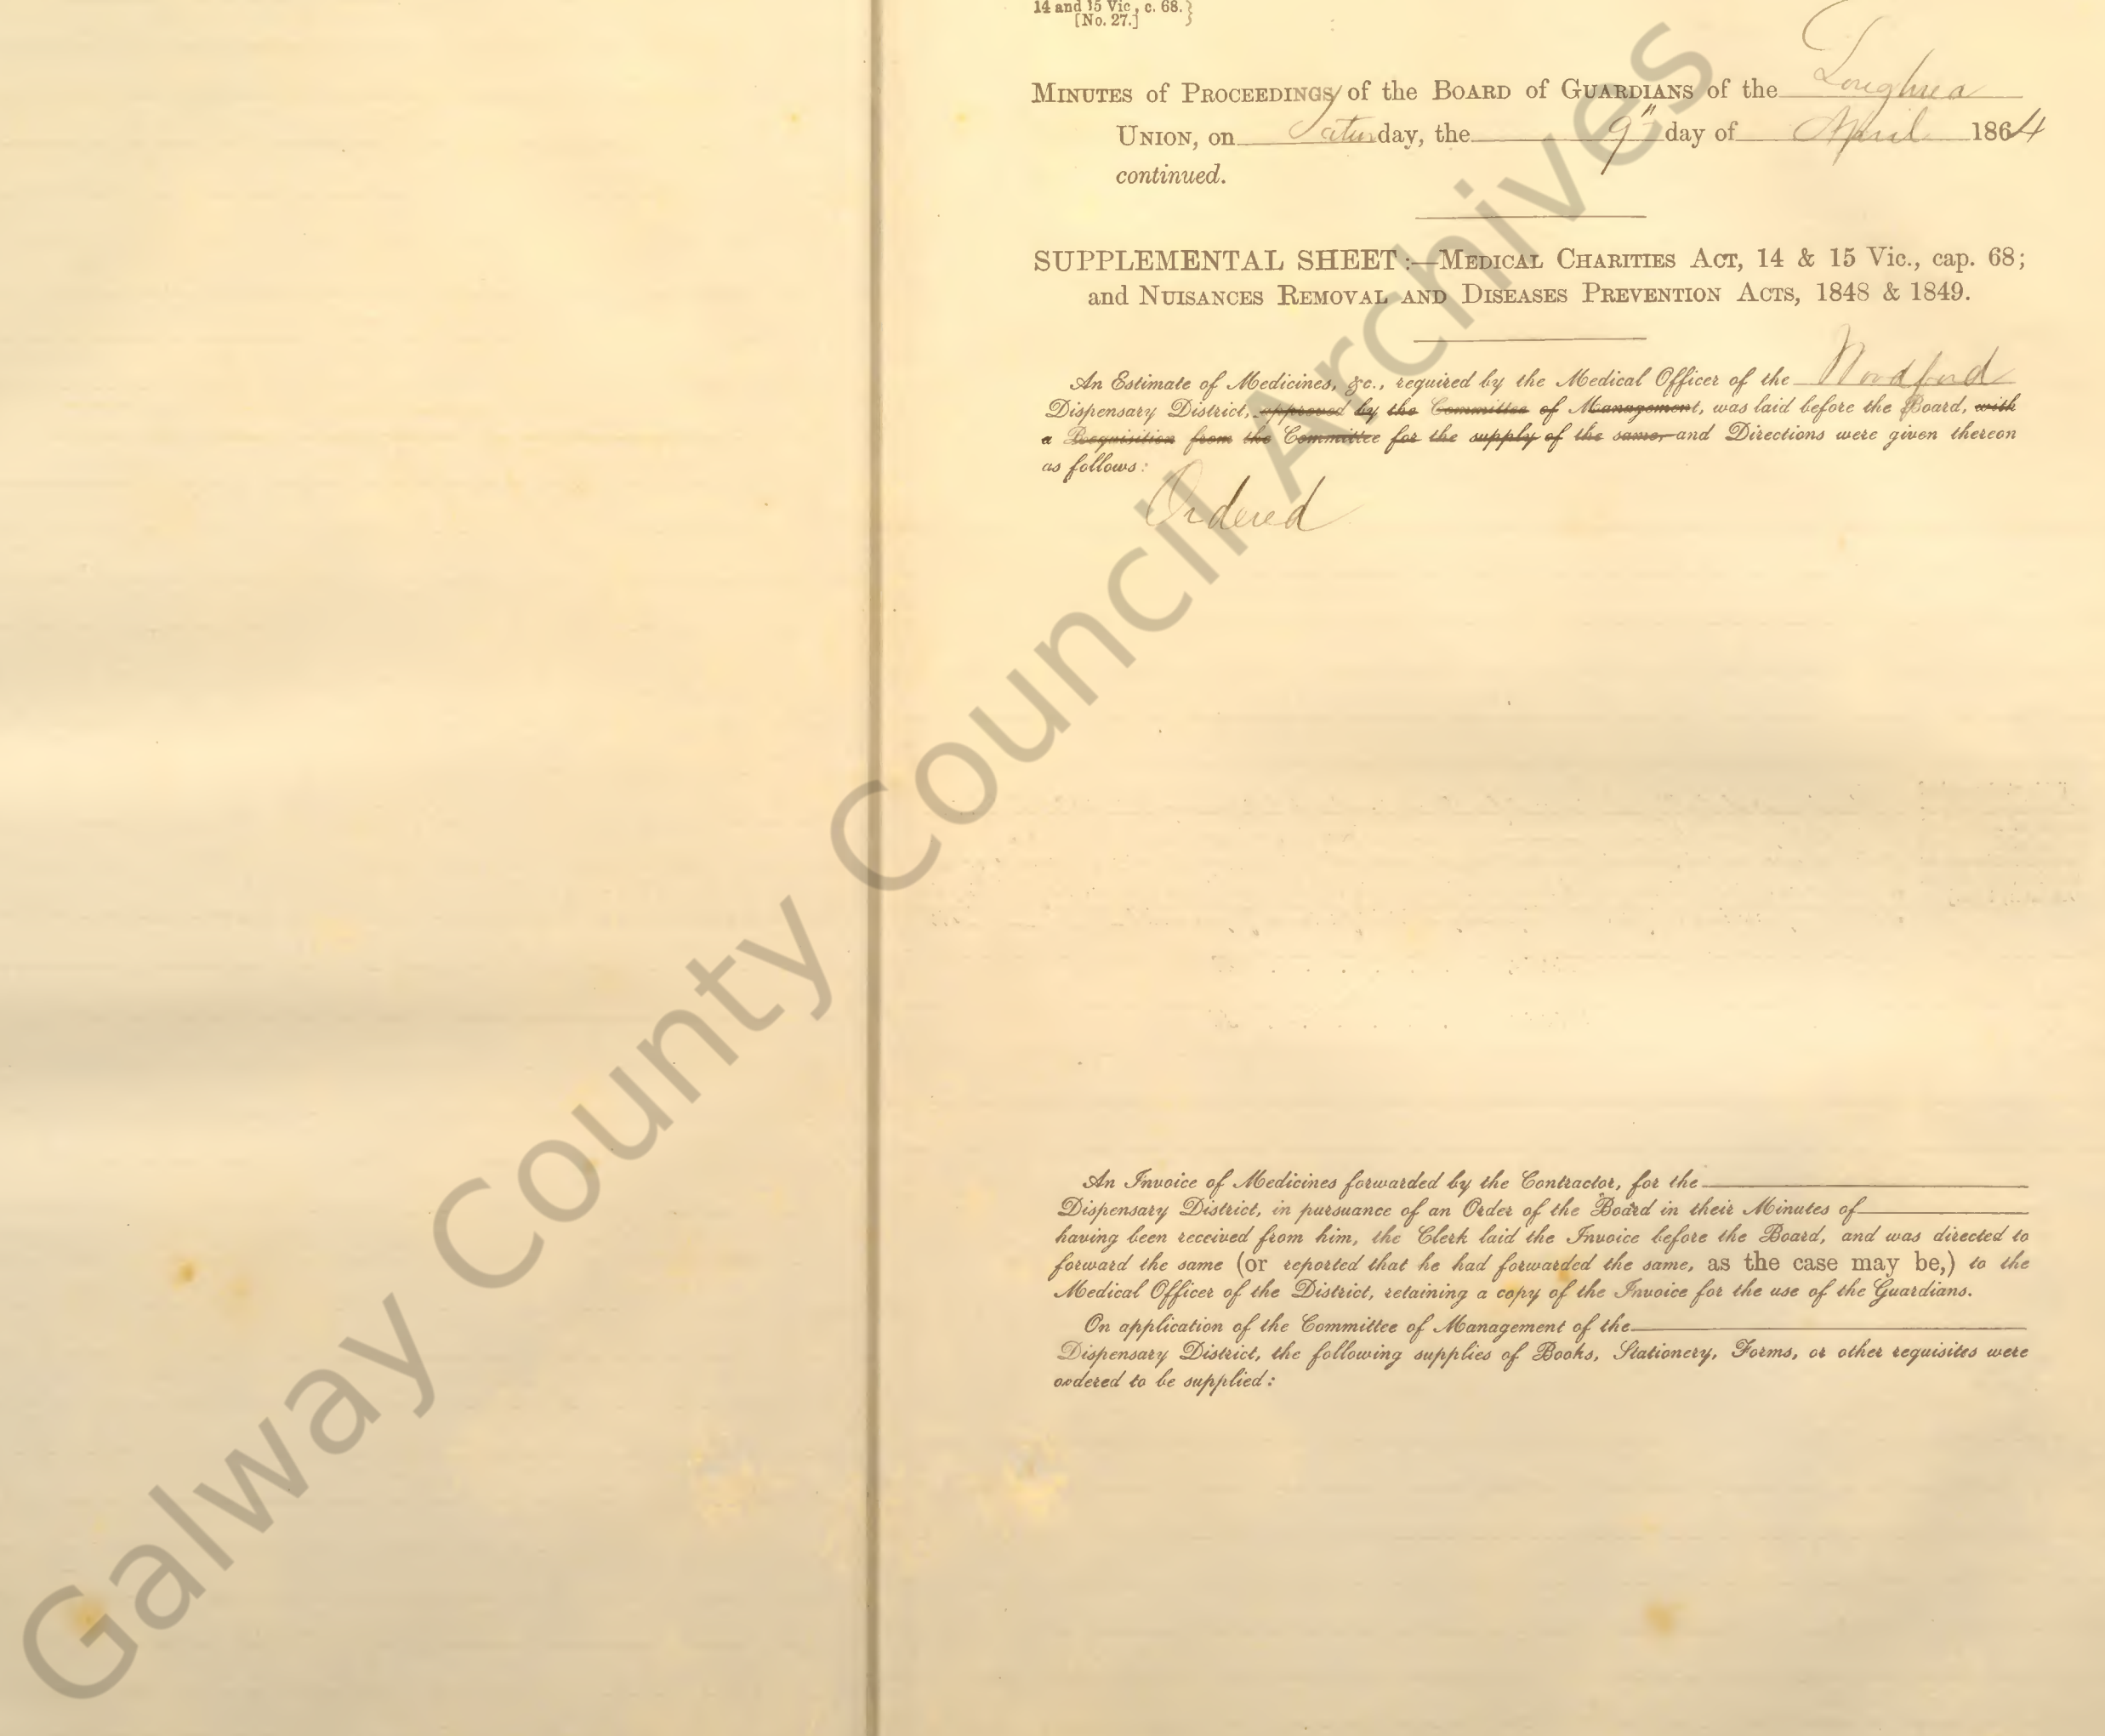 14 and 15 Vic., c. 68.}
[No. 27.]
MINUTES of PROCEEDINGS of the BOARD of GUARDIANS of the Loughrea
UNION, on Saturday, the 9" day of April 1864
continued.
SUPPLEMENTAL SHEET:—MEDICAL CHARITIES ACT, 14 & 15 Vic., cap. 68;
and NUISANCES REMOVAL AND DISEASES PREVENTION ACTS, 1848 & 1849.
An Estimate of Medicines, &c., required by the Medical Officer of the Woodford
Dispensary District, approved by the Committee of Management, was laid before the Board, with
a Requisition from the Committee for the supply of the same, and Directions were given thereon
as follows:
Ordered
An Invoice of Medicines forwarded by the Contractor, for the
Dispensary District, in pursuance of an Order of the Board in their Minutes of
having been received from him, the Clerk laid the Invoice before the Board, and was directed to
forward the same (or reported that he had forwarded the same, as the case may be,) to the
Medical Officer of the District, retaining a copy of the Invoice for the use of the Guardians.
On application of the Committee of Management of the
Dispensary District, the following supplies of Books, Stationery, Forms, or other requisites were
ordered to be supplied:
Galway County Council Archives